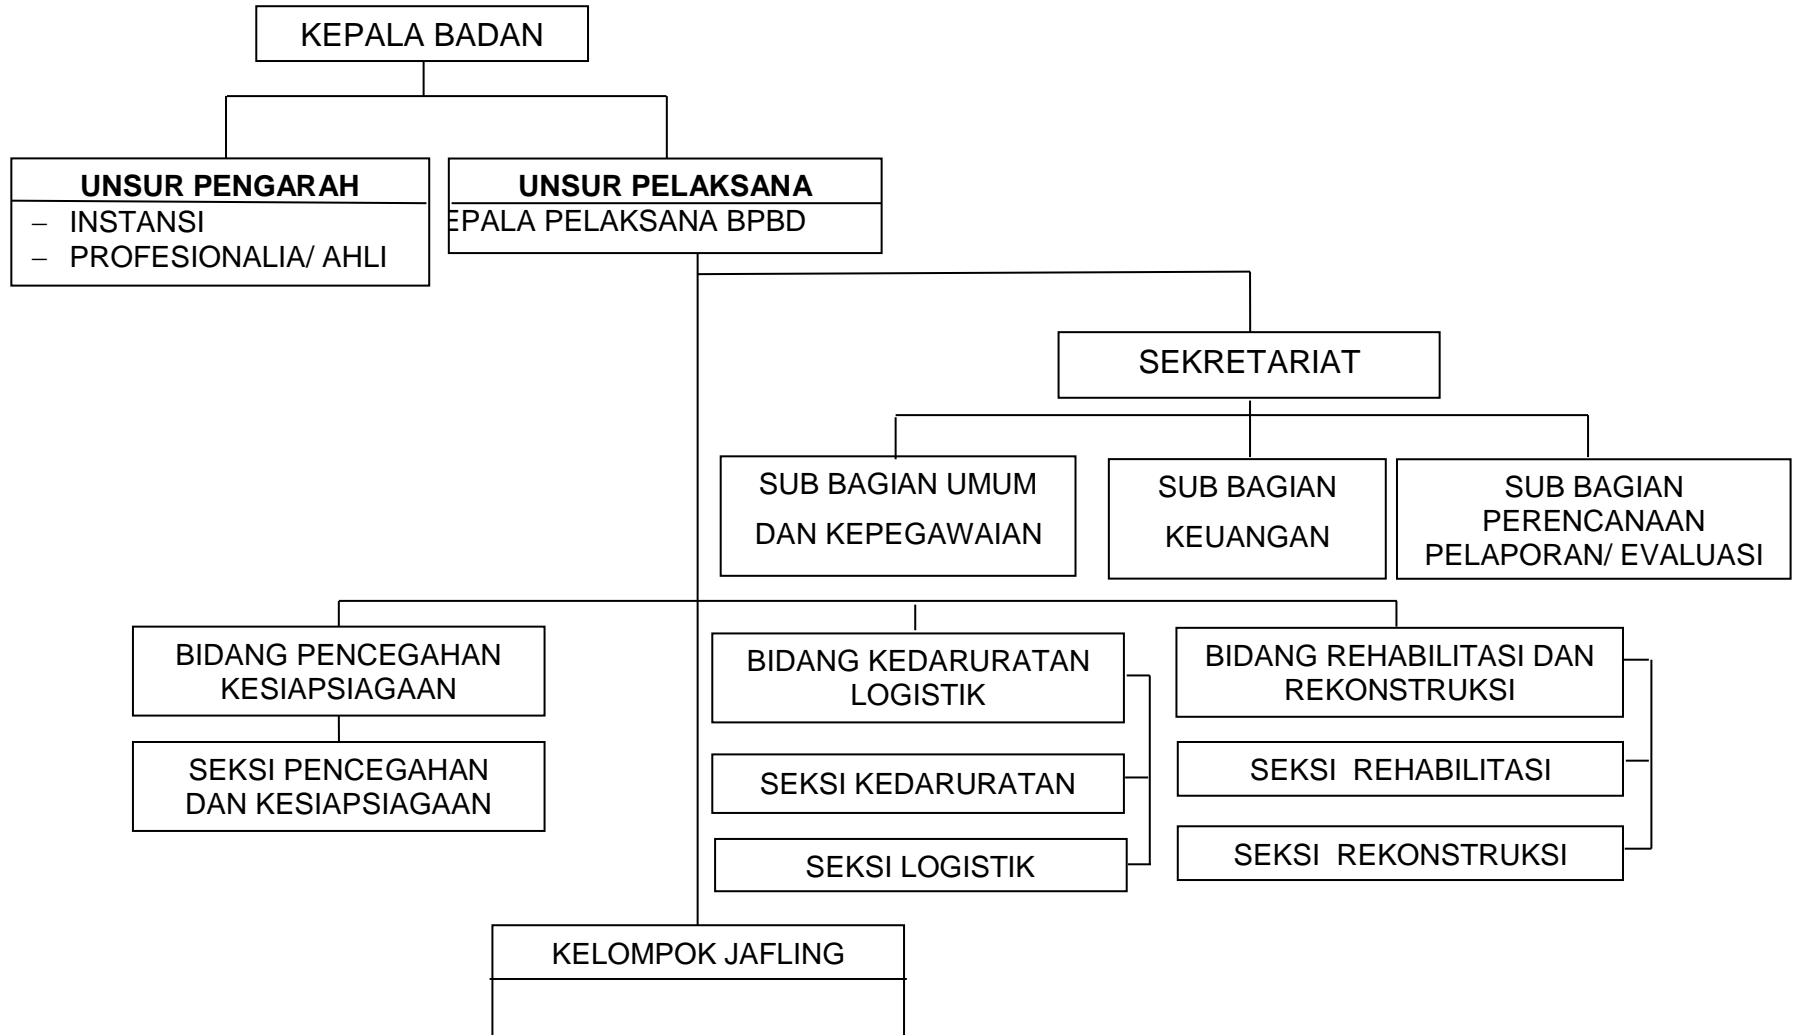 KEPALA BADAN
UNSUR PENGARAH
– INSTANSI
– PROFESIONALIA/ AHLI
UNSUR PELAKSANA
EPALA PELAKSANA BPBD
SEKRETARIAT
SUB BAGIAN UMUM
DAN KEPEGAWAIAN
SUB BAGIAN
KEUANGAN
SUB BAGIAN
PERENCANAAN
PELAPORAN/ EVALUASI
BIDANG PENCEGAHAN
KESIAPSIAGAAN
SEKSI PENCEGAHAN
DAN KESIAPSIAGAAN
BIDANG KEDARURATAN
LOGISTIK
SEKSI KEDARURATAN
SEKSI LOGISTIK
BIDANG REHABILITASI DAN
REKONSTRUKSI
SEKSI REHABILITASI
SEKSI REKONSTRUKSI
KELOMPOK JAFLING